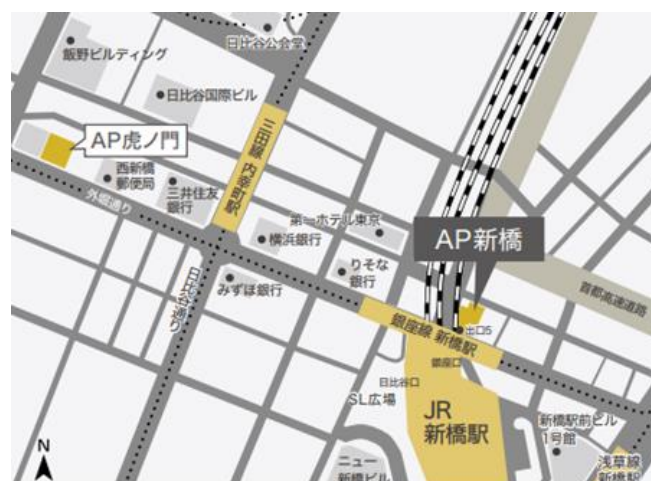 日比谷公会堂
飯野ビルディング
日比谷国際ビル
AP虎ノ門
三田線 内幸町駅
西新橋
郵便局
三井住友
銀行
外堀通り
横浜銀行
第一ホテル東京
AP新橋
りそな
銀行
みずほ銀行
日比谷通り
首都高速道路
銀座線 新橋駅
出口5
銀座口
日比谷口
SL広場
JR
新橋駅
新橋駅前ビル
1号館
N
ニュー
新橋ビル
浅草線
新橋駅